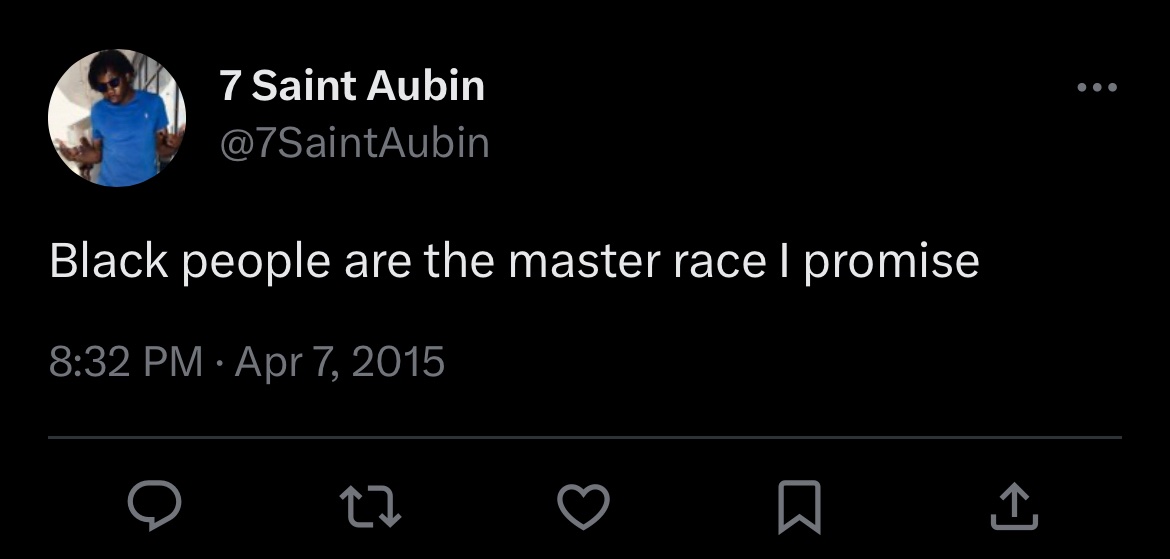 7 Saint Aubin
@7SaintAubin
Black people are the master race I promise
8:32 PM · Apr 7, 2015